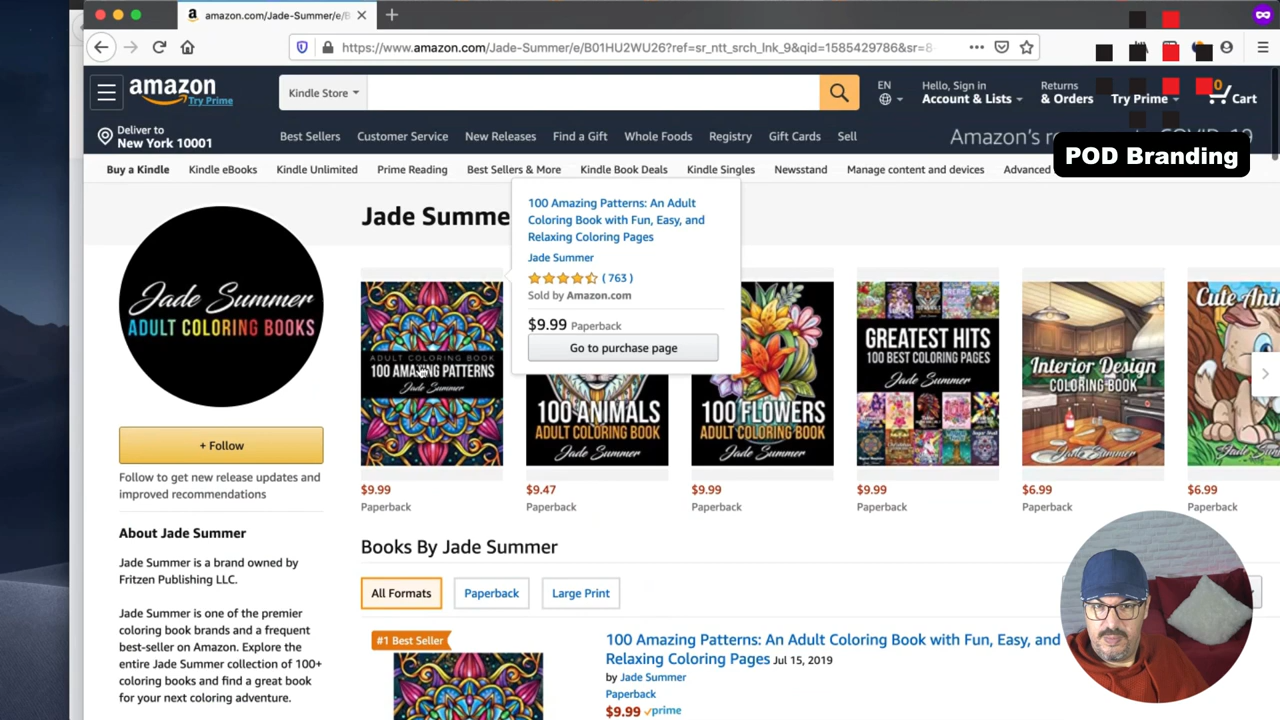 amazon.com/Jade-Summer/e/B
https://www.amazon.com/Jade-Summer/e/B01HU2WU26?ref=sr_ntt_srch_lnk_9&qid=1585429786&sr=8
amazon
Try Prime
Kindle Store
EN
Hello, Sign in
Account & Lists
Returns
& Orders
Try Prime
0
Cart
Deliver to
New York 10001
Best Sellers
Customer Service
New Releases
Find a Gift
Whole Foods
Registry
Gift Cards
Sell
Amazon's
POD Branding
Buy a Kindle
Kindle eBooks
Kindle Unlimited
Prime Reading
Best Sellers & More
Kindle Book Deals
Kindle Singles
Newsstand
Manage content and devices
Advanced
Jade Summe
100 Amazing Patterns: An Adult
Coloring Book with Fun, Easy, and
Relaxing Coloring Pages
Jade Summer
(763)
Sold by Amazon.com
$9.99 Paperback
Go to purchase page
Jade Summer
ADULT COLORING BOOKS
ADULT COLORING BOOK
100 AMAZING PATTERNS
Jade Summer
100 ANIMALS
ADULT COLORING BOOK
Jade Summer
100 FLOWERS
ADULT COLORING BOOK
Jade Summer
GREATEST HITS
100 BEST COLORING PAGES
Jade Summer
Interior Design
COLORING BOOK
Jade Summer
Cute Ani
Jade Sum
$9.99
Paperback
$9.47
Paperback
$9.99
Paperback
$9.99
Paperback
$6.99
Paperback
$6.99
Paperback
+ Follow
Follow to get new release updates and
improved recommendations
About Jade Summer
Jade Summer is a brand owned by
Fritzen Publishing LLC.
Jade Summer is one of the premier
coloring book brands and a frequent
best-seller on Amazon. Explore the
entire Jade Summer collection of 100+
coloring books and find a great book
for your next coloring adventure.
Books By Jade Summer
All Formats
Paperback
Large Print
#1 Best Seller
100 Amazing Patterns: An Adult Coloring Book with Fun, Easy, and
Relaxing Coloring Pages Jul 15, 2019
by Jade Summer
Paperback
$9.99 prime